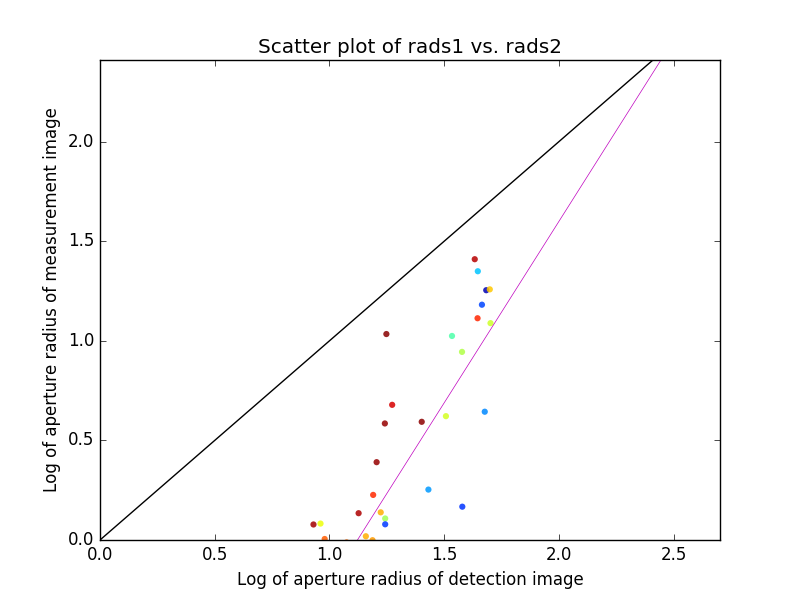 Scatter plot of rads1 vs. rads2
Log of aperture radius of measurement image
2.0
1.5
1.0
0.5
0.0
0.0 0.5 1.0 1.5 2.0 2.5
Log of aperture radius of detection image